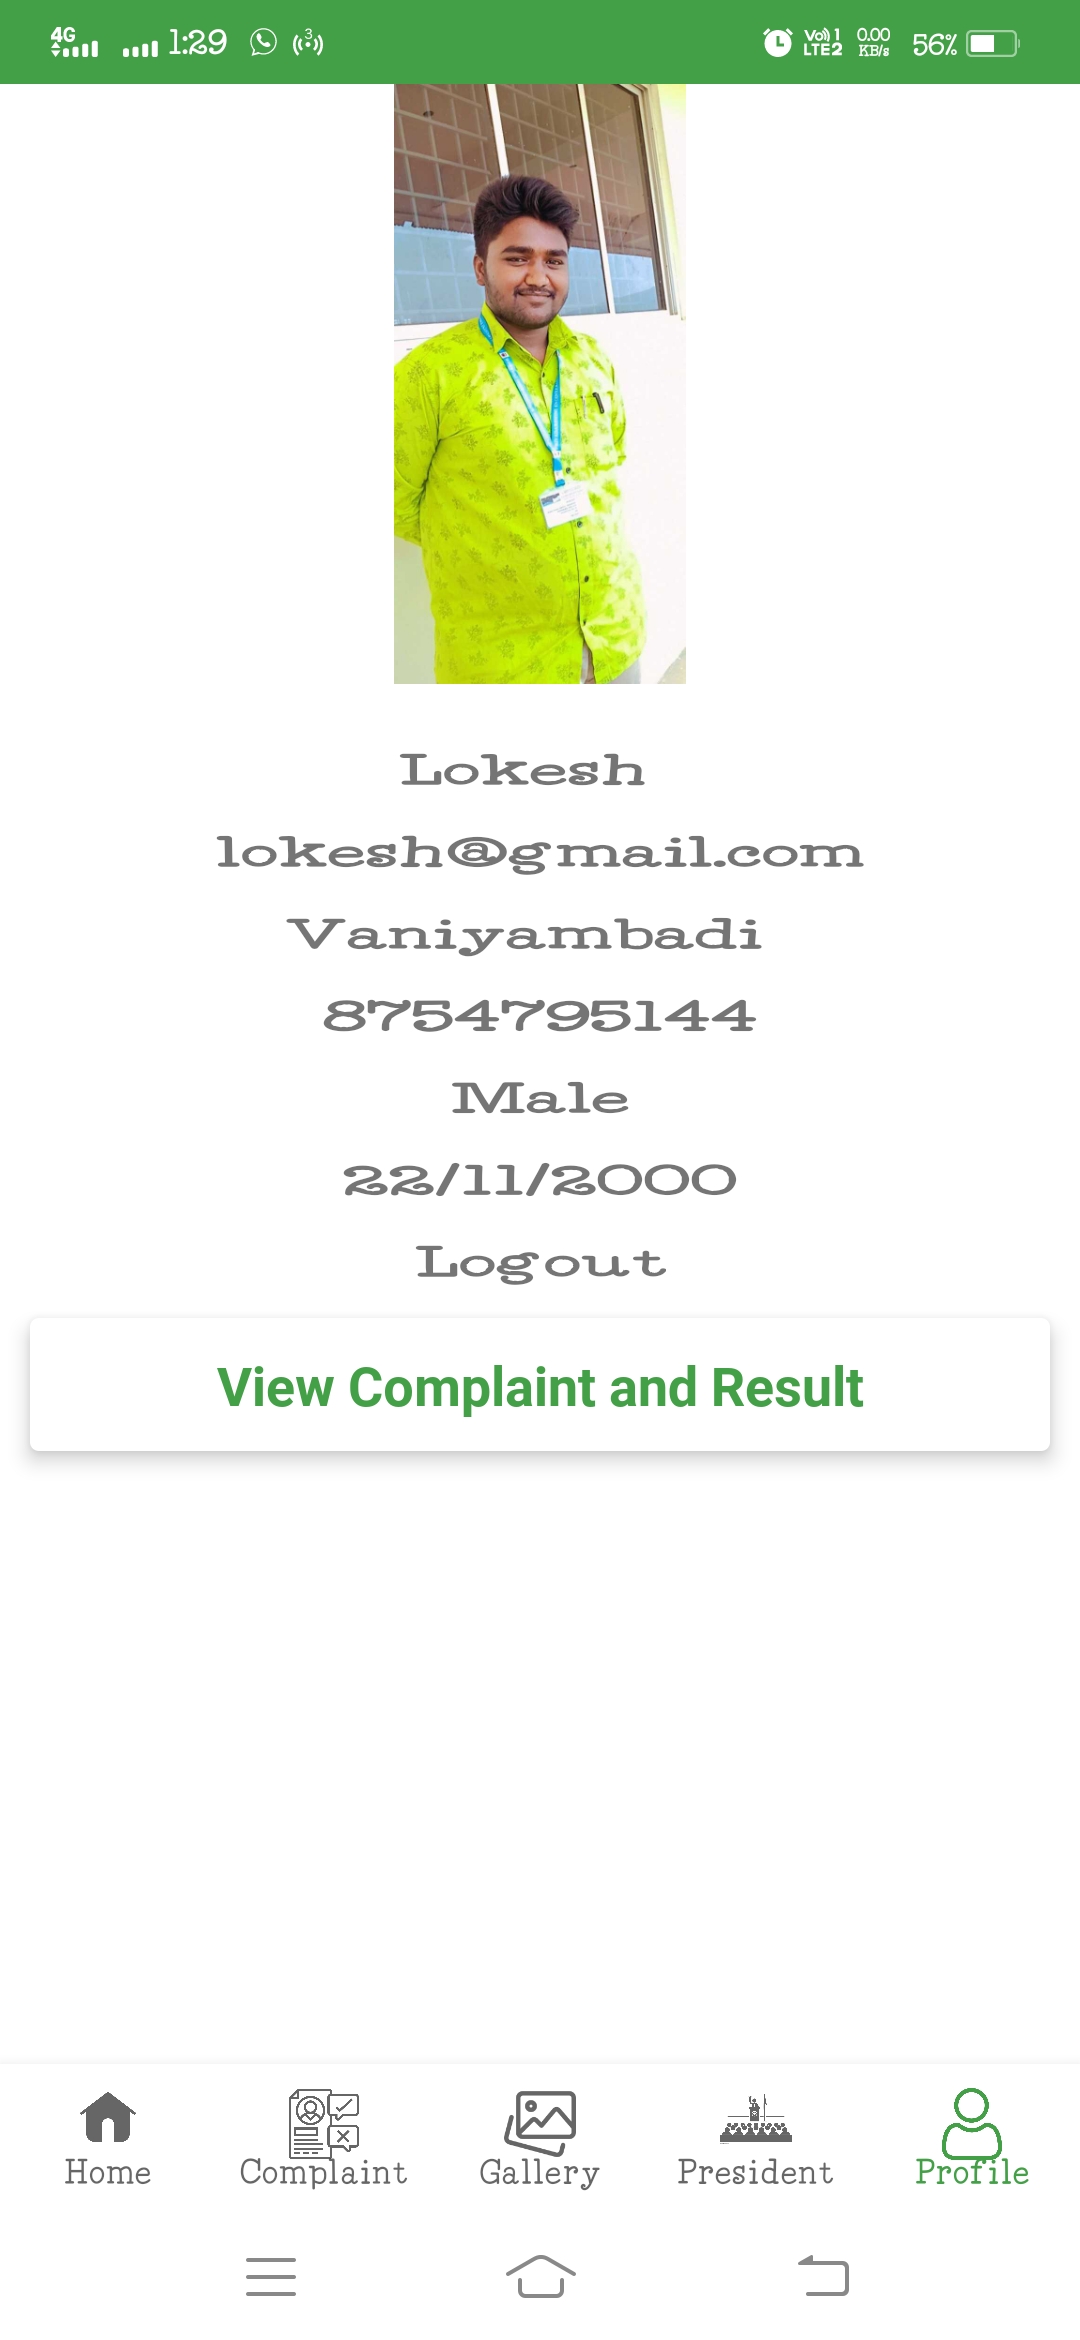 4G 1:29 3 Vo)) 1 LTE2 0.00 KB/s 56%
Lokesh
lokesh@gmail.com
Vaniyambadi
8754795144
Male
22/11/2000
Logout
View Complaint and Result
Home Complaint Gallery President Profile